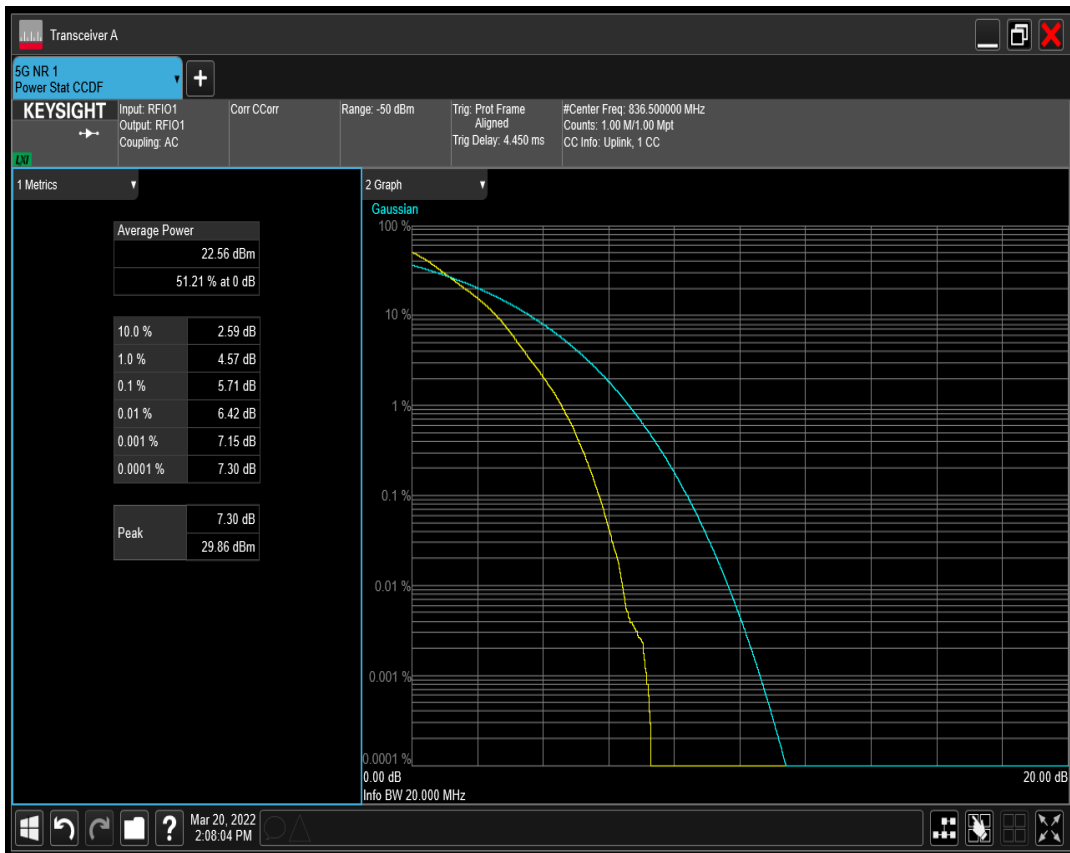 Transceiver A
5G NR 1
Power Stat CCDF
+
KEYSIGHT
LXI
Input: RFIO1
Output: RFIO1
Coupling: AC
Corr CCorr
Range: -50 dBm
Trig: Prot Frame
Aligned
Trig Delay: 4.450 ms
#Center Freq: 836.500000 MHz
Counts: 1.00 M/1.00 Mpt
CC Info: Uplink, 1 CC
1 Metrics
Average Power
22.56 dBm
51.21 % at 0 dB
10.0 % 2.59 dB
1.0 % 4.57 dB
0.1 % 5.71 dB
0.01 % 6.42 dB
0.001 % 7.15 dB
0.0001 % 7.30 dB
Peak
7.30 dB
29.86 dBm
2 Graph
Gaussian
100 %
10 %
1 %
0.1 %
0.01 %
0.001 %
0.0001 %
0.00 dB 20.00 dB
Info BW 20.000 MHz
?
Mar 20, 2022
2:08:04 PM